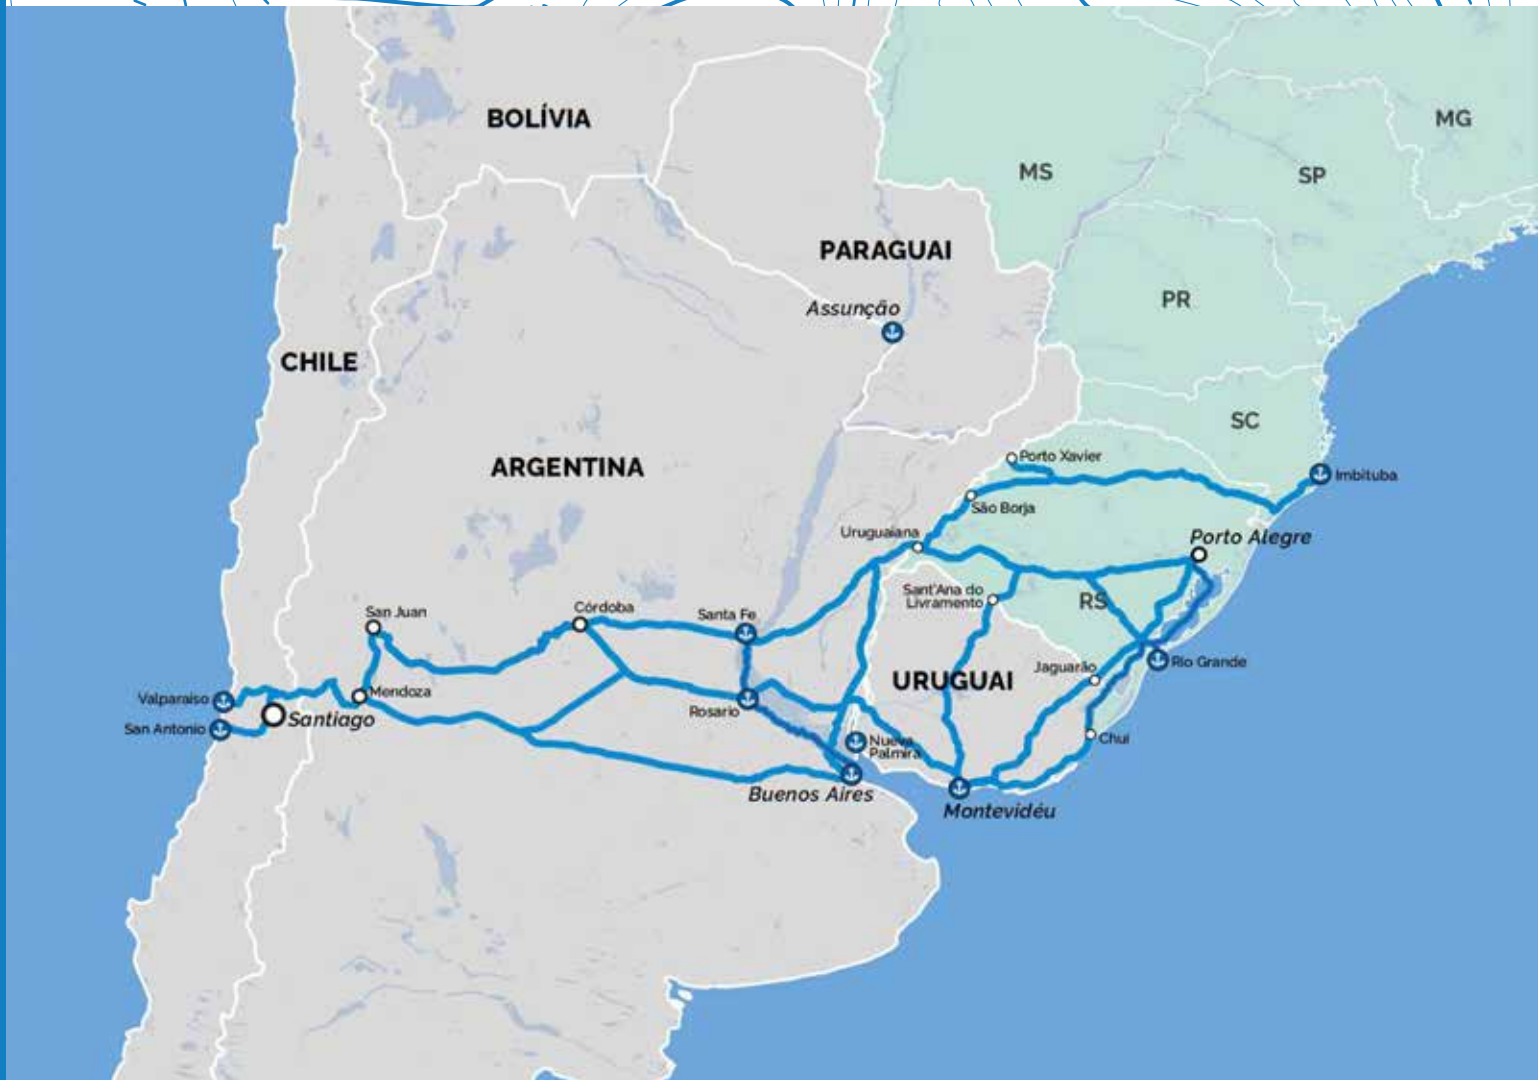 BOLÍVIA
MG
MS
SP
PARAGUAI
PR
Assunção
CHILE
SC
ARGENTINA
Porto Xavier
Imbituba
São Borja
Uruguaiana
Porto Alegre
Sant'Ana do
Livramento
RS
San Juan
Córdoba
Santa Fe
Jaguarão
Rio Grande
URUGUAI
Valparaíso
Mendoza
Santiago
San Antonio
Rosario
Nueva
Palmira
Chuí
Buenos Aires
Montevidéu